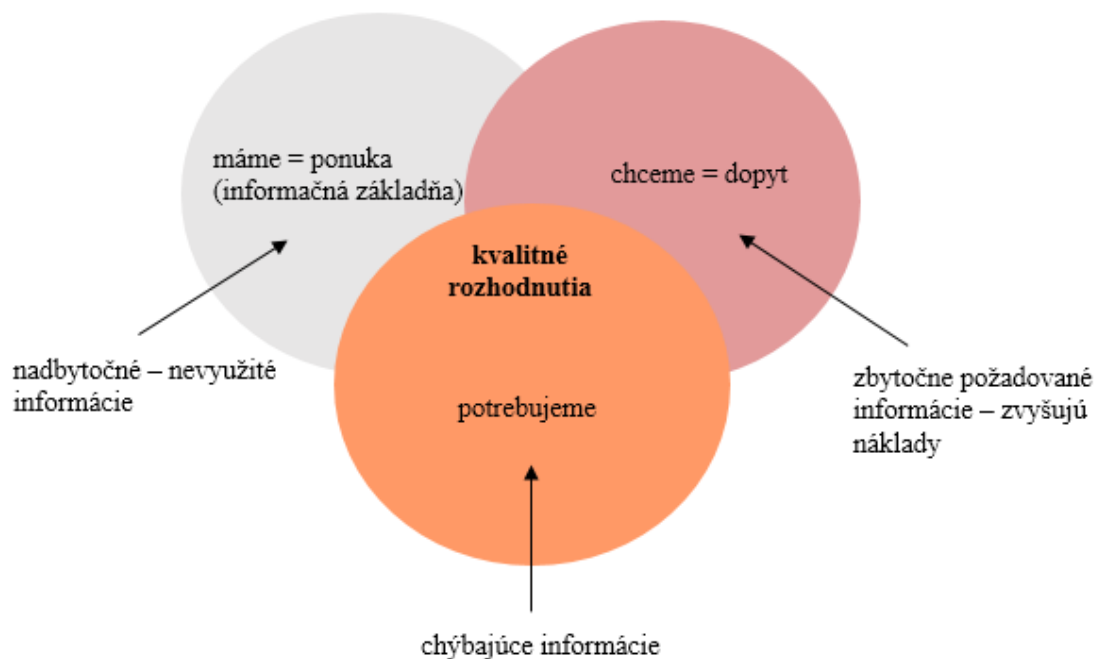 máme = ponuka
(informačná základňa)
chceme = dopyt
kvalitné
rozhodnutia
nadbytočné – nevyužité
informácie
zbytočne požadované
informácie – zvyšujú
náklady
potrebujeme
chýbajúce informácie